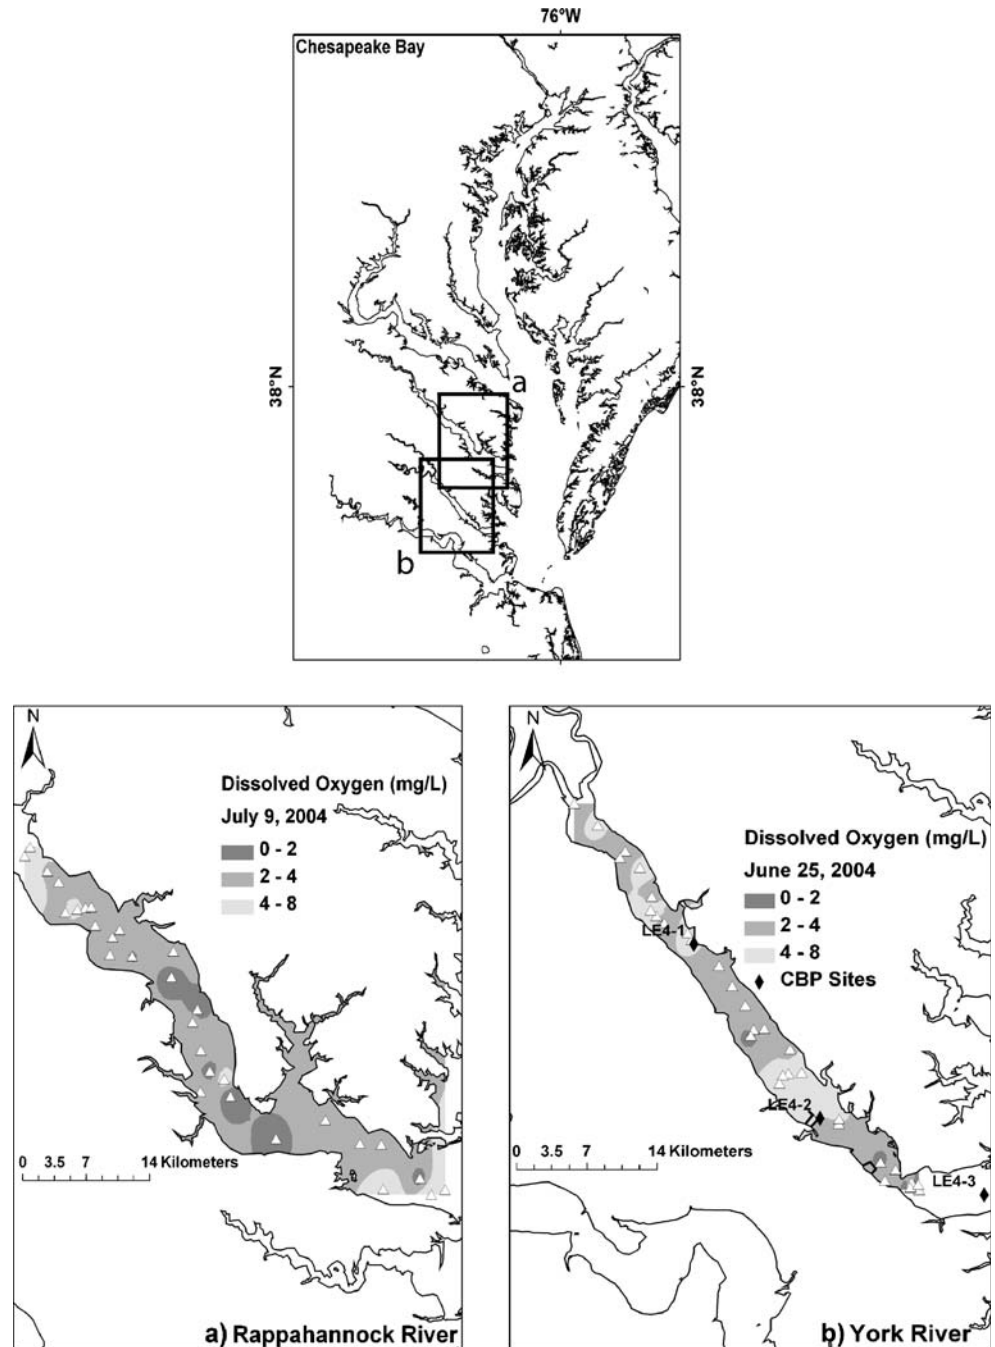 76°W
Chesapeake Bay
38°N
38°N
a
b
N
Dissolved Oxygen (mg/L)
July 9, 2004
0 - 2
2 - 4
4 - 8
0 3.5 7 14 Kilometers
a) Rappahannock River
N
Dissolved Oxygen (mg/L)
June 25, 2004
0 - 2
2 - 4
4 - 8
CBP Sites
LE4-1
LE4-2
LE4-3
0 3.5 7 14 Kilometers
b) York River